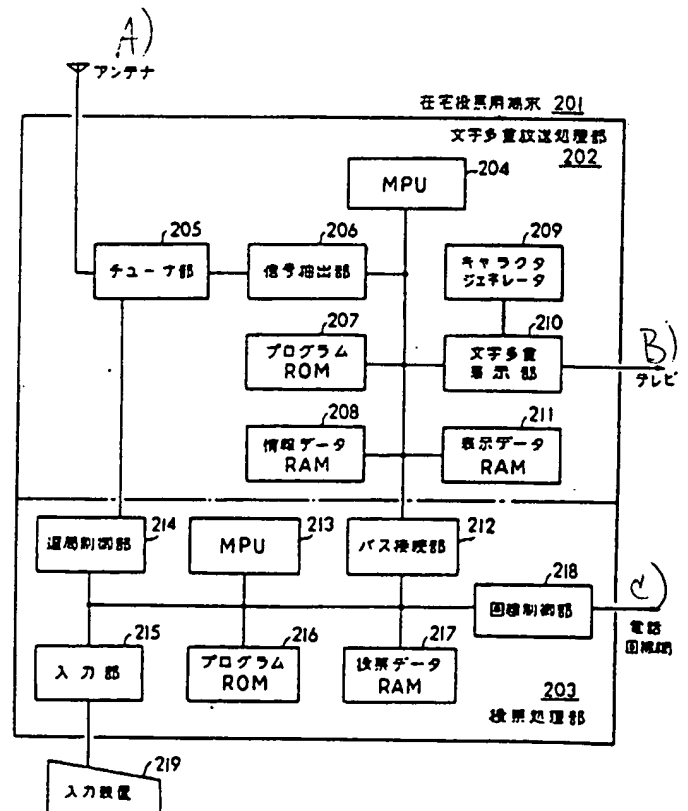 A)
アンテナ
在宅投票用端末 201
文字多重放送処理部
202
MPU
204
205
チューナ部
206
信号抽出部
209
キャラクタ
ジェネレータ
207
プログラム
ROM
210
文字多重
表示部
B)
テレビ
208
情報データ
RAM
211
表示データ
RAM
214
選局制御部
213
MPU
212
バス接続部
218
回線制御部
C)
電話
回線網
215
入力部
216
プログラム
ROM
217
投票データ
RAM
203
投票処理部
219
入力装置